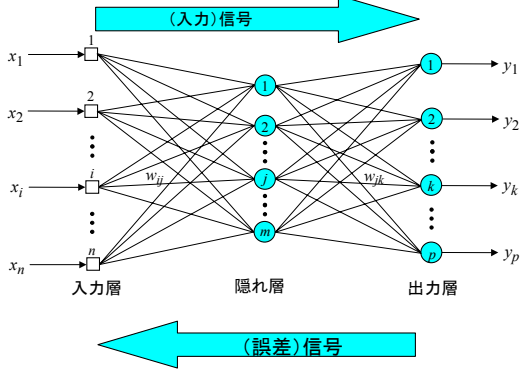 (入力)信号
x1 1 1 1 y1
x2 2 2 2 y2
xi i wij j wjk k yk
xn n m p yp
入力層 隠れ層 出力層
(誤差)信号